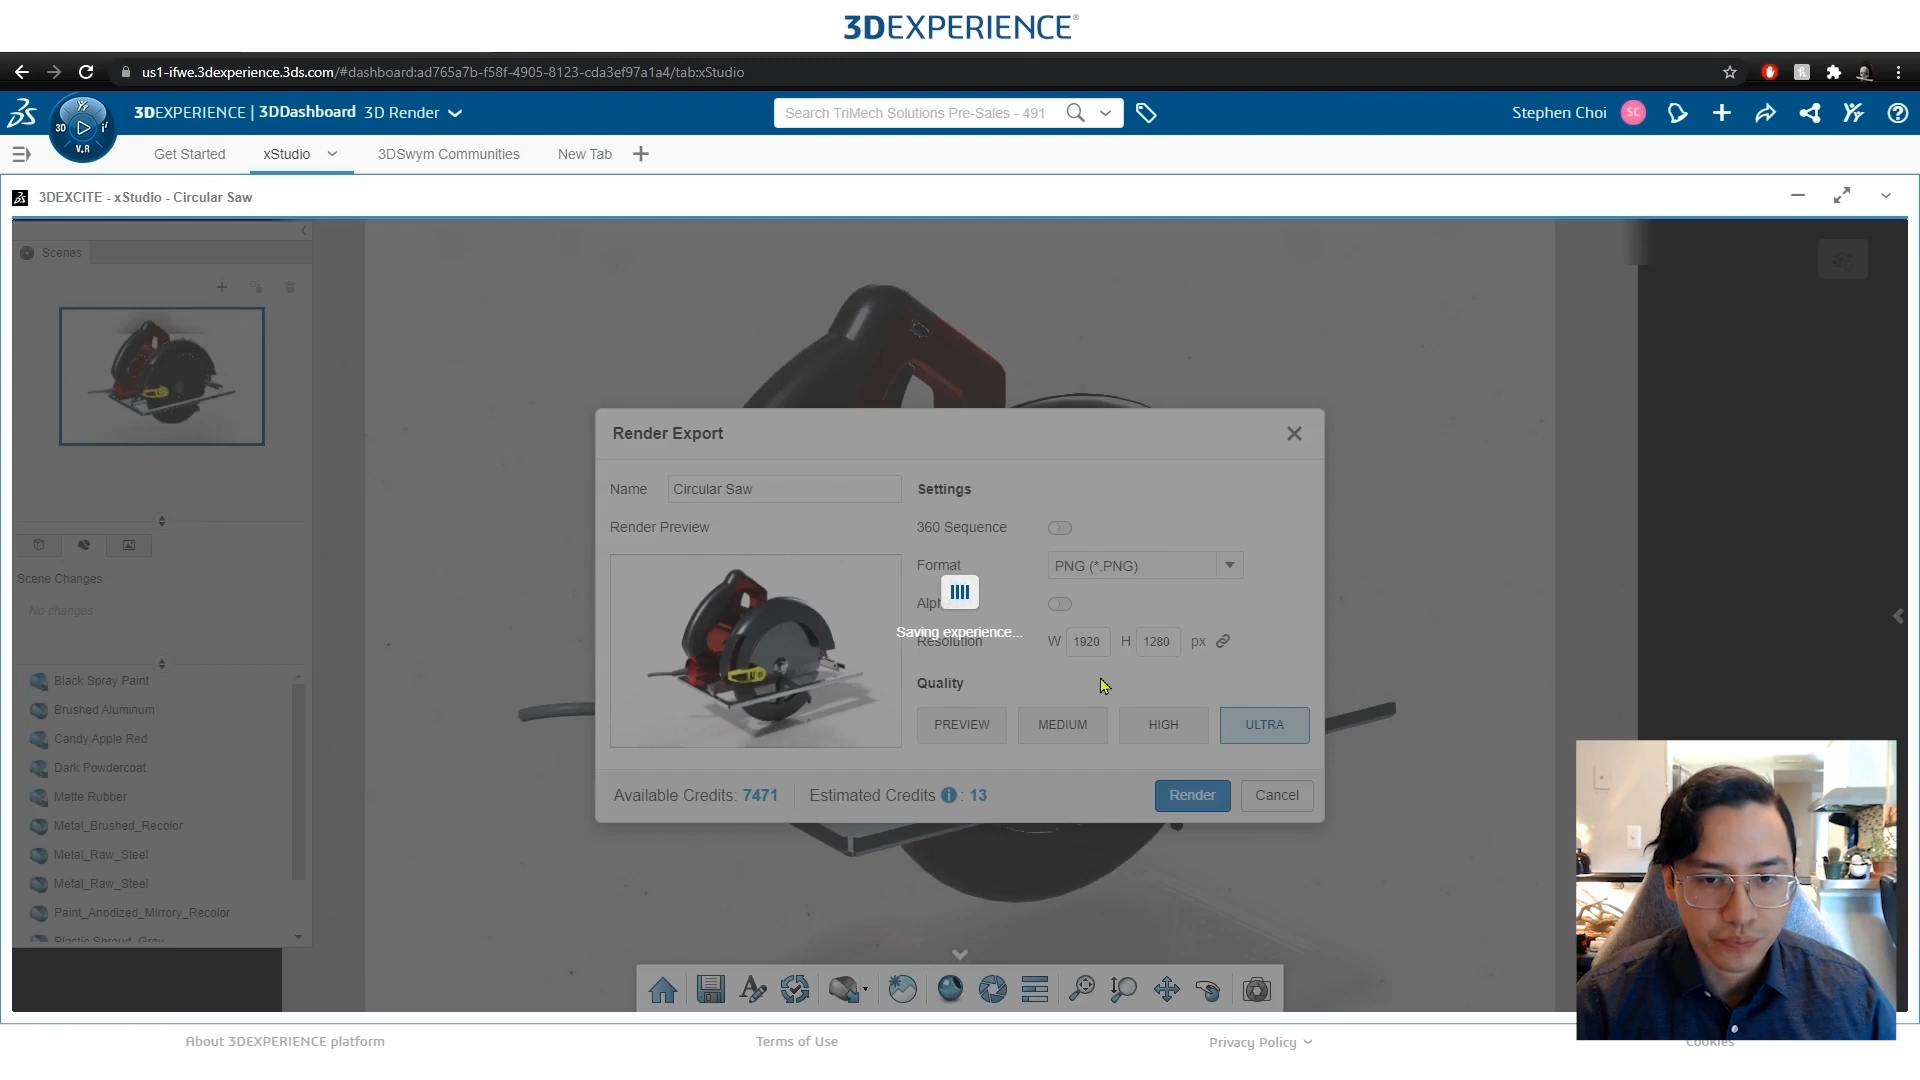 3DEXPERIENCE®
us1-ifwe.3dexperience.3ds.com/#dashboard:ad765a7b-f58f-4905-8123-cda3ef97a1a4/tab:xStudio
3D
V.R
3DEXPERIENCE | 3DDashboard 3D Render
Search TriMech Solutions Pre-Sales - 491
Stephen Choi
SC
Get Started
xStudio
3DSwym Communities
New Tab
3DEXCITE - xStudio - Circular Saw
Scenes
Render Export
Name
Circular Saw
Settings
Render Preview
360 Sequence
Format
PNG (*.PNG)
Saving experience...
Resolution
W 1920 H 1280 px
Quality
PREVIEW
MEDIUM
HIGH
ULTRA
Available Credits: 7471
Estimated Credits : 13
Render
Cancel
Scene Changes
No changes
Black Spray Paint
Brushed Aluminum
Candy Apple Red
Dark Powdercoat
Matte Rubber
Metal_Brushed_Recolor
Metal_Raw_Steel
Metal_Raw_Steel
Paint_Anodized_Mirrory_Recolor
Plastic Shroud_Grey
About 3DEXPERIENCE platform
Terms of Use
Privacy Policy
Cookies